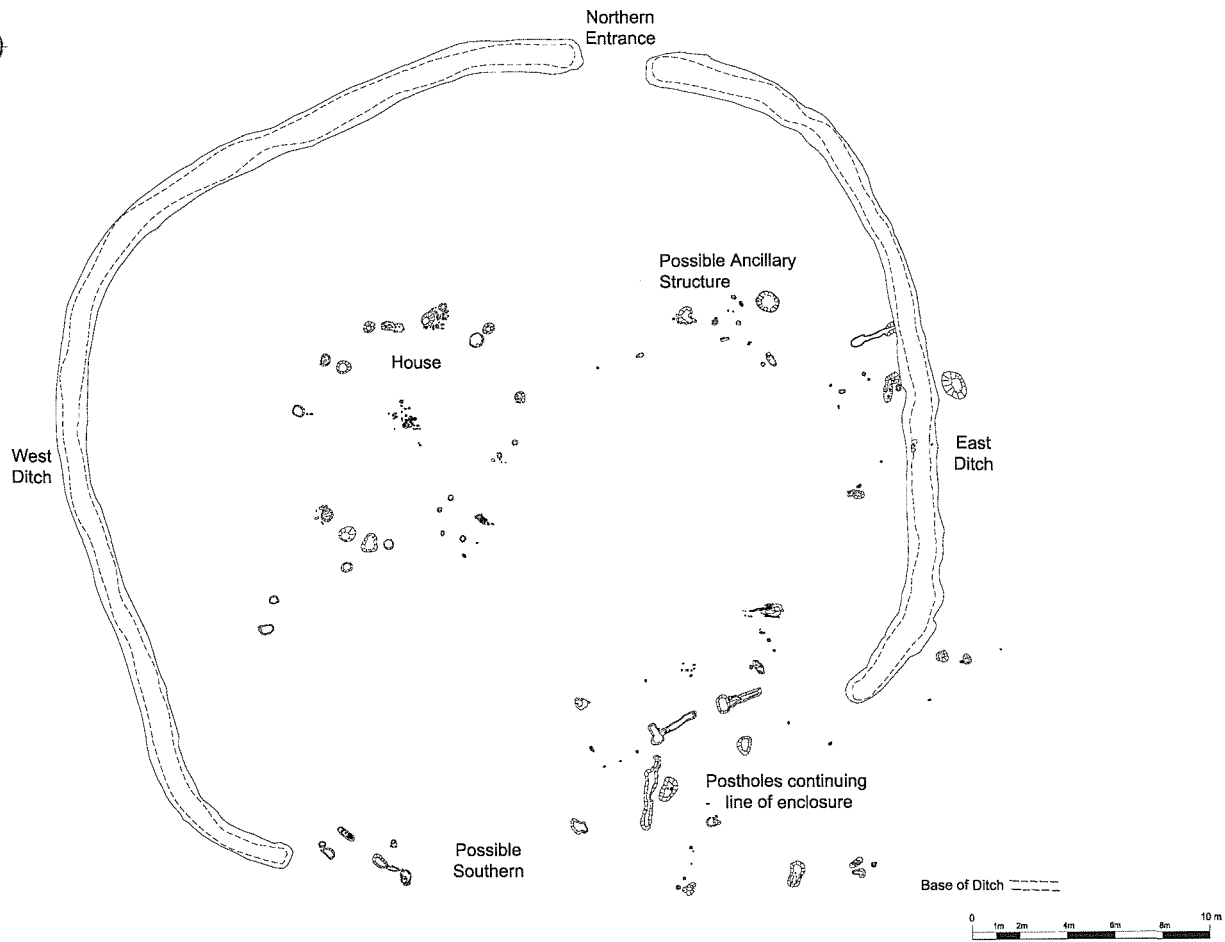 Northern
Entrance
Possible Ancillary
Structure
House
West
Ditch
East
Ditch
Postholes continuing
line of enclosure
Possible
Southern
Base of Ditch
0 1m 2m 4m 6m 8m 10 m